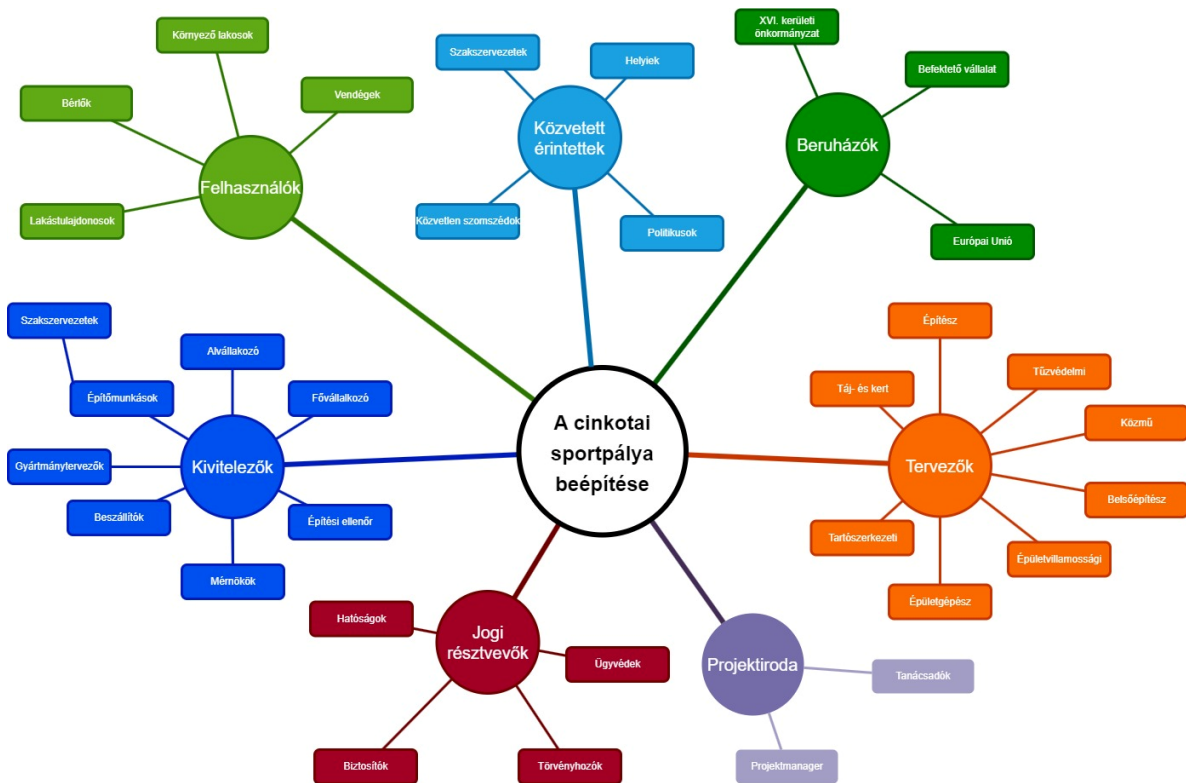 Környező lakosok
Bérlők
Vendégek
Lakástulajdonosok
Felhasználók
Szakszervezetek
Helyiek
Közvetett
érintettek
Közvetlen szomszédok
Politikusok
XVI. kerületi
önkormányzat
Befektető vállalat
Beruházók
Európai Unió
Szakszervezetek
Alvállakozó
Építőmunkások
Fővállalkozó
Gyártmánytervezők
Kivitelezők
Beszállítók
Építési ellenőr
Mérnökök
A cinkotai
sportpálya
beépítése
Építész
Táj- és kert
Tűzvédelmi
Közmű
Tervezők
Belsőépítész
Tartószerkezeti
Épületvillamossági
Épületgépész
Hatóságok
Jogi
résztvevők
Ügyvédek
Biztosítók
Törvényhozók
Projektiroda
Tanácsadók
Projektmanager